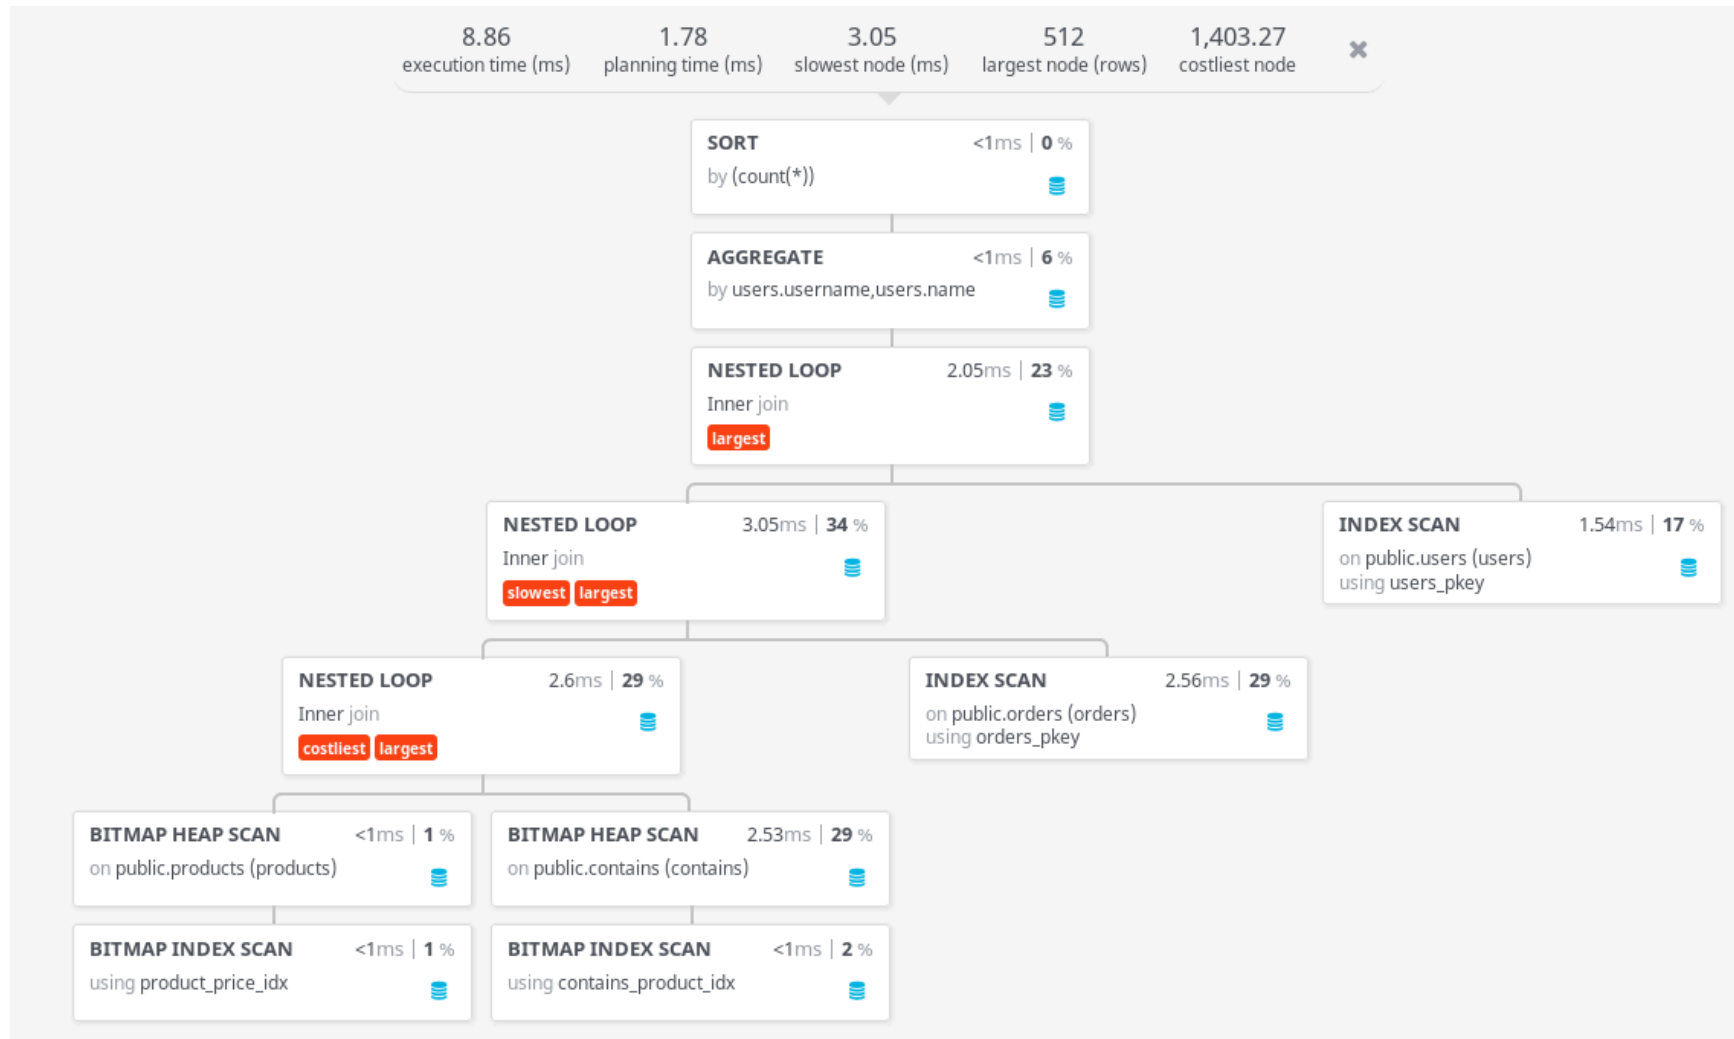 8.86 1.78 3.05 512 1,403.27
execution time (ms) planning time (ms) slowest node (ms) largest node (rows) costliest node
SORT <1ms | 0 %
by (count(*))
AGGREGATE <1ms | 6 %
by users.username,users.name
NESTED LOOP 2.05ms | 23 %
Inner join
largest
NESTED LOOP 3.05ms | 34 %
Inner join
slowest largest
INDEX SCAN 1.54ms | 17 %
on public.users (users)
using users_pkey
NESTED LOOP 2.6ms | 29 %
Inner join
costliest largest
INDEX SCAN 2.56ms | 29 %
on public.orders (orders)
using orders_pkey
BITMAP HEAP SCAN <1ms | 1 %
on public.products (products)
BITMAP HEAP SCAN 2.53ms | 29 %
on public.contains (contains)
BITMAP INDEX SCAN <1ms | 1 %
using product_price_idx
BITMAP INDEX SCAN <1ms | 2 %
using contains_product_idx